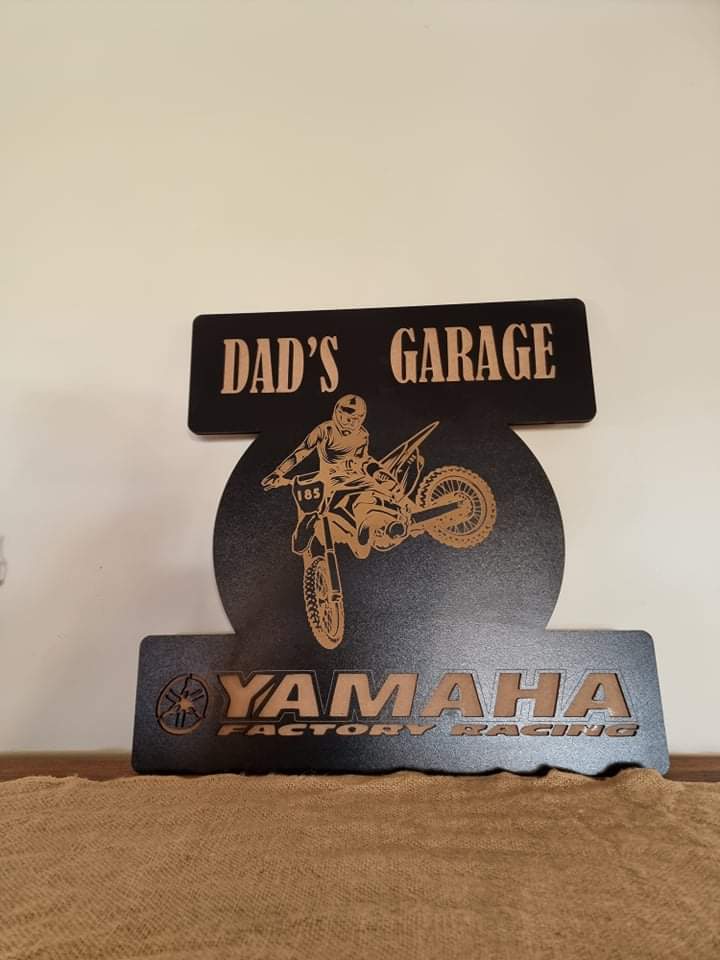 DAD'S GARAGE
185
YAMAHA
FACTORY RACING